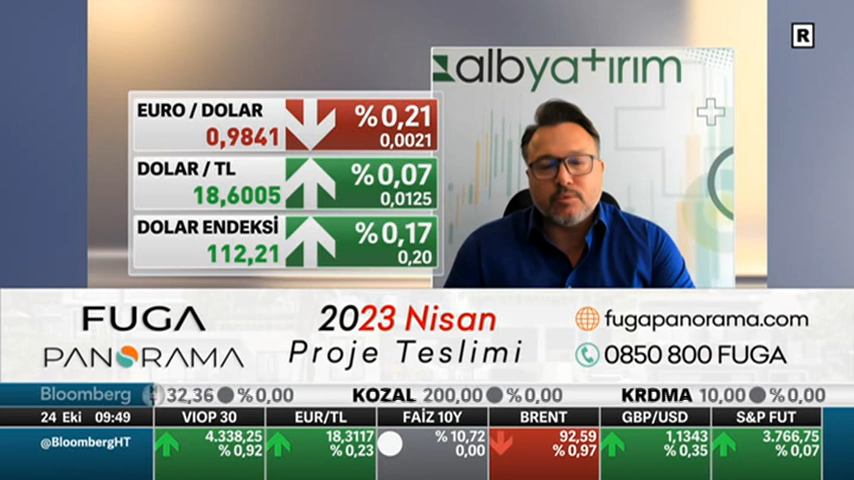 R
albyatırım
EURO / DOLAR
0,9841
%0,21
0,0021
DOLAR / TL
18,6005
%0,07
0,0125
DOLAR ENDEKSİ
112,21
%0,17
0,20
FUGA
PANORAMA
2023 Nisan
Proje Teslimi
fugapanorama.com
0850 800 FUGA
Bloomberg 32,36 %0,00 KOZAL 200,00 %0,00 KRDMA 10,00 %0,00
24 Eki 09:49 VIOP 30 EUR/TL FAİZ 10Y BRENT GBP/USD S&P FUT
@BloombergHT 4.338,25 18,3117 %10,72 92,59 1,1343 3.766,75
% 0,92 % 0,23 0,00 % 0,97 % 0,35 % 0,07